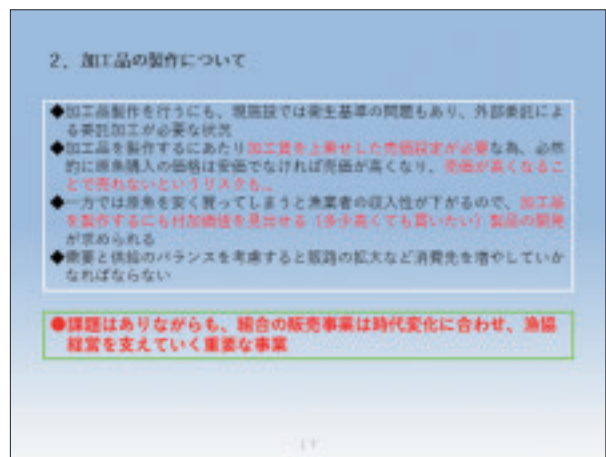 2．加工品の製作について
◆加工品製作を行うにも、現施設では衛生基準の問題もあり、外部委託によ
る委託加工が必要な状況
◆加工品を製作するにあたり加工賃を上乗せした売価設定が必要な為、必然
的に原魚購入の価格は安価でなければ売価が高くなり、売価が高くなるこ
とで売れないというリスクも…
◆一方では原魚を安く買ってしまうと漁業者の収入性が下がるので、加工品
を製作するにも付加価値を見出せる（多少高くても買いたい）製品の開発
が求められる
◆需要と供給のバランスを考慮すると販路の拡大など消費先を増やしていか
なければならない
●課題はありながらも、組合の販売事業は時代変化に合わせ、漁協
経営を支えていく重要な事業